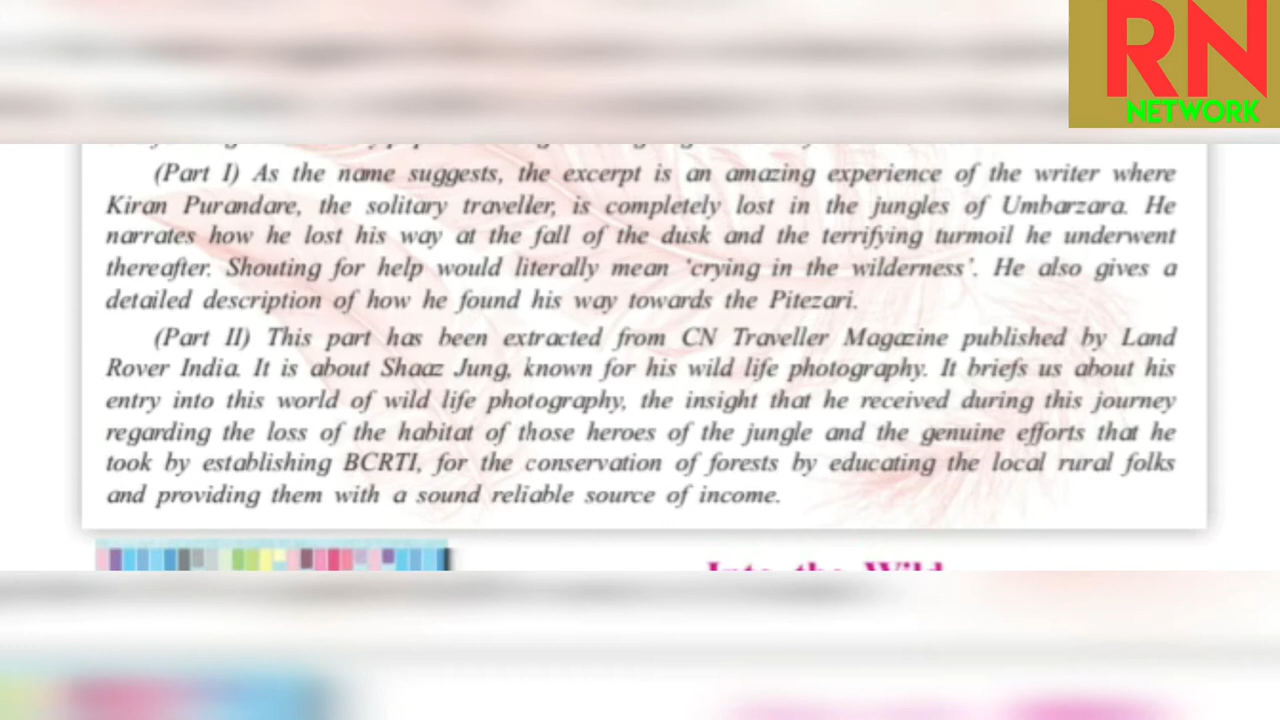 RN
NETWORK
(Part I) As the name suggests, the excerpt is an amazing experience of the writer where
Kiran Purandare, the solitary traveller, is completely lost in the jungles of Umbarzara. He
narrates how he lost his way at the fall of the dusk and the terrifying turmoil he underwent
thereafter. Shouting for help would literally mean 'crying in the wilderness'. He also gives a
detailed description of how he found his way towards the Pitezari.
(Part II) This part has been extracted from CN Traveller Magazine published by Land
Rover India. It is about Shaaz Jung, known for his wild life photography. It briefs us about his
entry into this world of wild life photography, the insight that he received during this journey
regarding the loss of the habitat of those heroes of the jungle and the genuine efforts that he
took by establishing BCRTI, for the conservation of forests by educating the local rural folks
and providing them with a sound reliable source of income.
Into the Wild